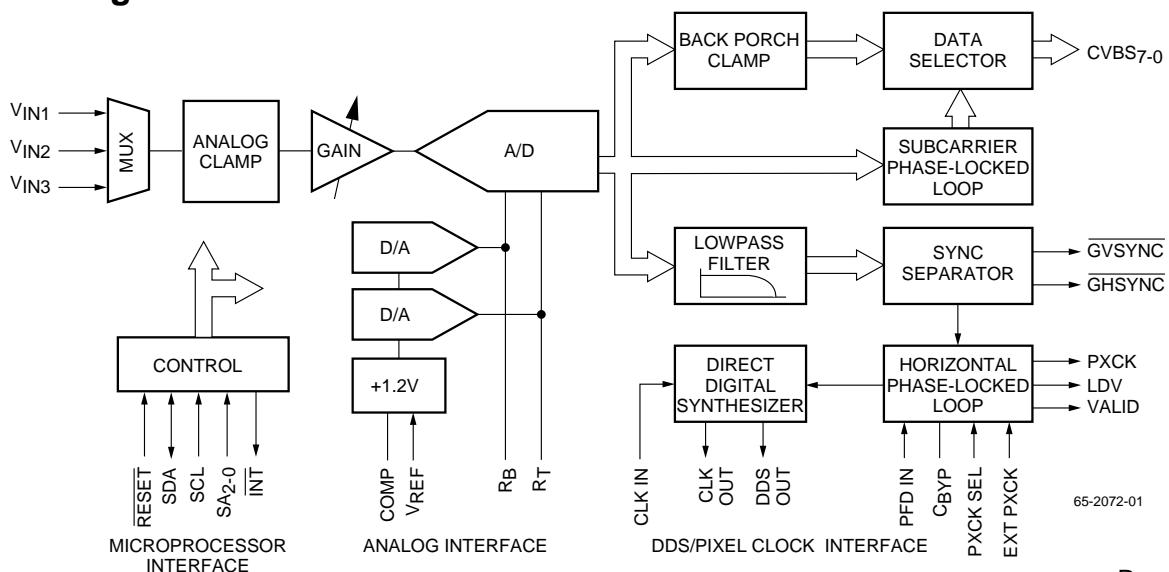 BACK PORCH
CLAMP
DATA
SELECTOR
CVBS7-0
VIN1
VIN2
VIN3
MUX
ANALOG
CLAMP
GAIN
A/D
SUBCARRIER
PHASE-LOCKED
LOOP
D/A
D/A
+1.2V
LOWPASS
FILTER
SYNC
SEPARATOR
GVSYNC
GHSYNC
CONTROL
DIRECT
DIGITAL
SYNTHESIZER
HORIZONTAL
PHASE-LOCKED
LOOP
PXCK
LDV
VALID
RESET
SDA
SCL
SA2-0
INT
COMP
VREF
RB
RT
CLK IN
CLK
OUT
DDS
OUT
PFD IN
CBYP
PXCK SEL
EXT PXCK
65-2072-01
MICROPROCESSOR
INTERFACE
ANALOG INTERFACE
DDS/PIXEL CLOCK INTERFACE